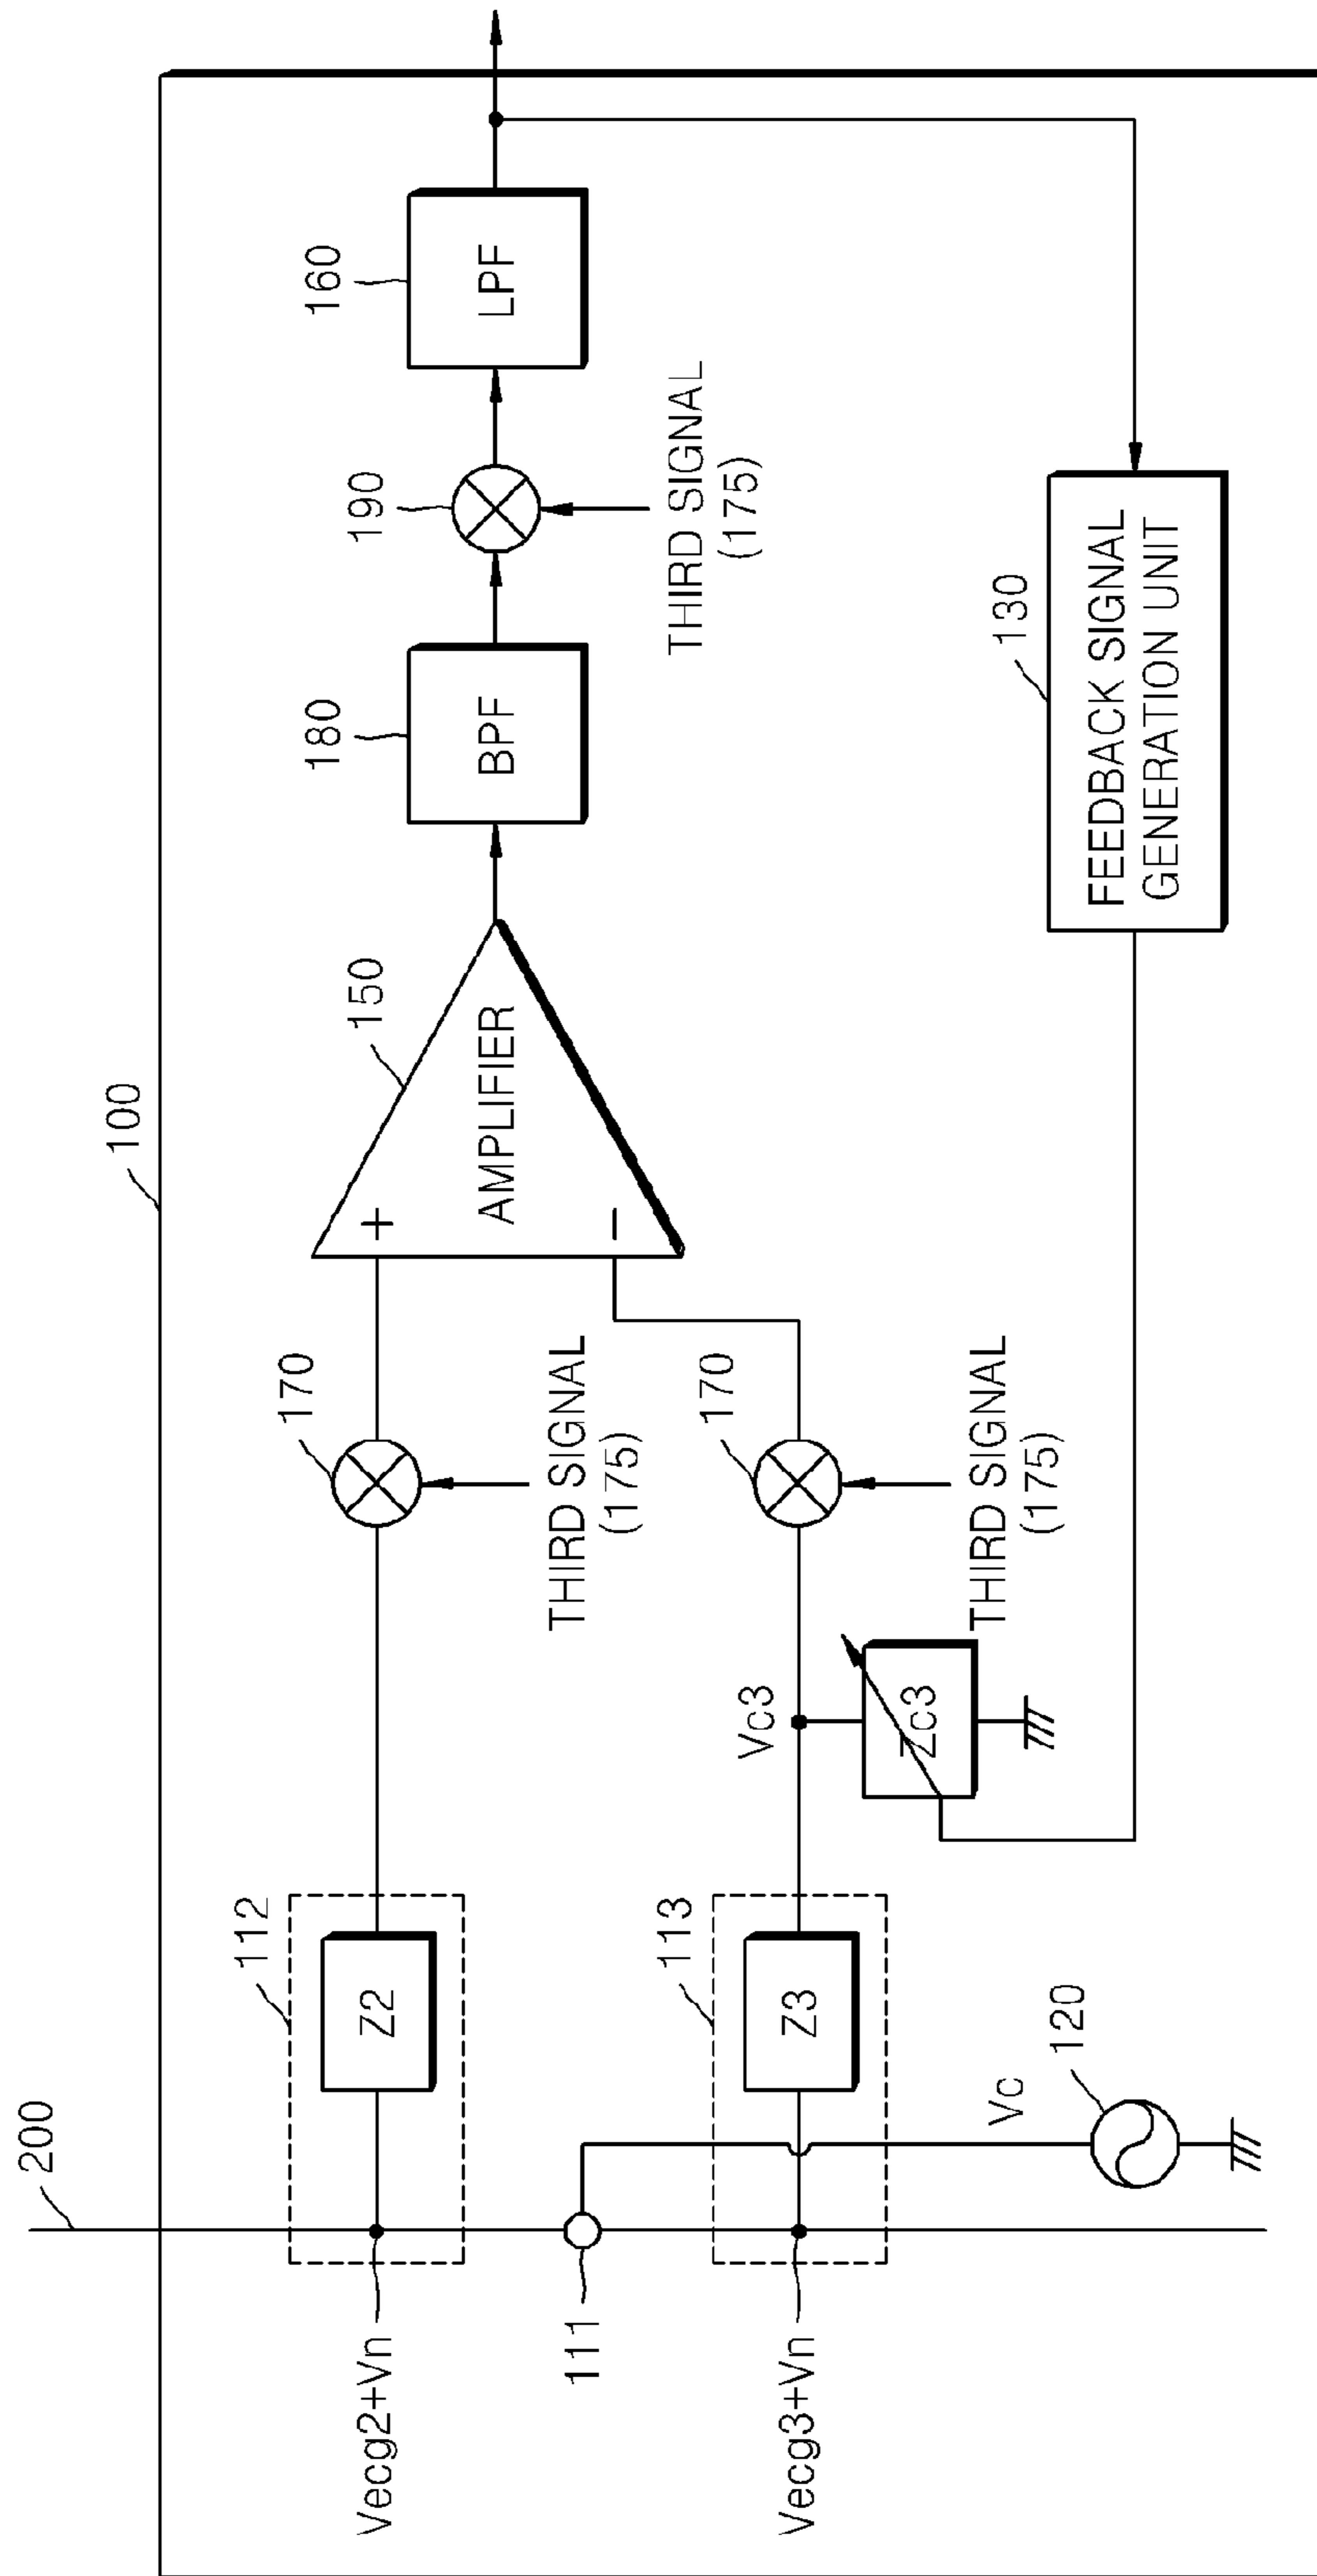 100
200
Vecg2+Vn
112
Z2
170
THIRD SIGNAL
(175)
+
−
AMPLIFIER
150
180
BPF
190
THIRD SIGNAL
(175)
160
LPF
111
Vecg3+Vn
113
Z3
Vc3
Zc3
170
THIRD SIGNAL
(175)
Vc
120
130
FEEDBACK SIGNAL
GENERATION UNIT